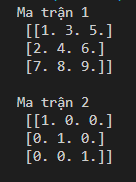 Ma trận 1
[[1. 3. 5.]
[2. 4. 6.]
[7. 8. 9.]]
Ma trận 2
[[1. 0. 0.]
[0. 1. 0.]
[0. 0. 1.]]